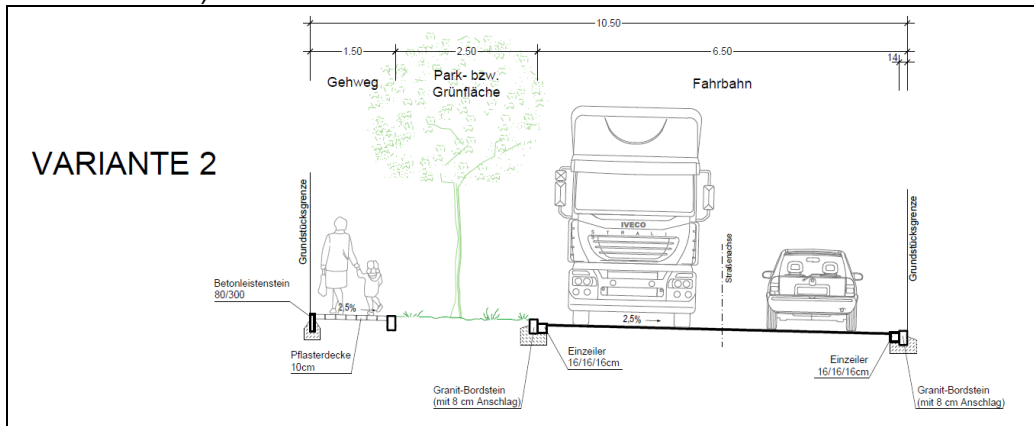 10.50
1.50
2.50
6.50
14
Gehweg
Park- bzw.
Grünfläche
Fahrbahn
VARIANTE 2
Grundstücksgrenze
IVECO
STRALI
Straßenachse
Grundstücksgrenze
Betonleistenstein
80/300
2,5%
2,5%
Pflasterdecke
10cm
Einzeiler
16/16/16cm
Einzeiler
16/16/16cm
Granit-Bordstein
(mit 8 cm Anschlag)
Granit-Bordstein
(mit 8 cm Anschlag)